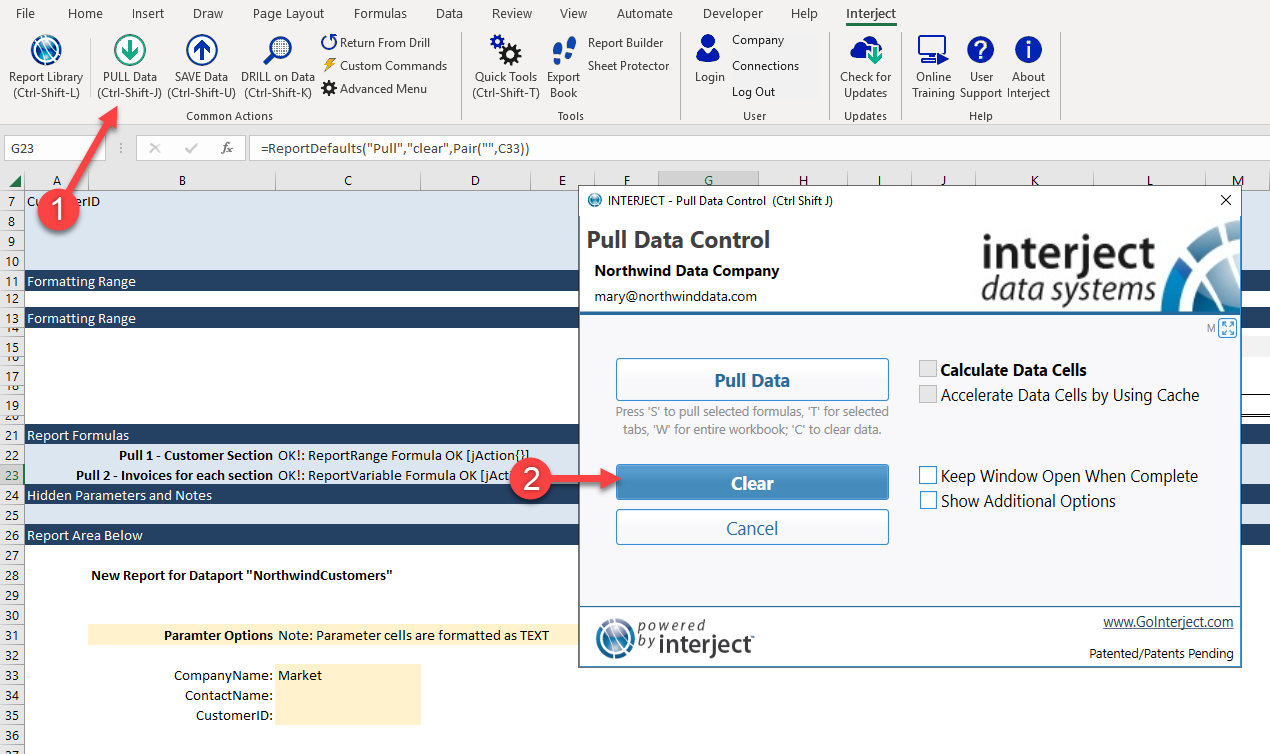 File Home Insert Draw Page Layout Formulas Data Review View Automate Developer Help Interject
Report Library
(Ctrl-Shift-L)
PULL Data
(Ctrl-Shift-J)
SAVE Data
(Ctrl-Shift-U)
DRILL on Data
(Ctrl-Shift-K)
Return From Drill
Custom Commands
Advanced Menu
Common Actions
Quick Tools
(Ctrl-Shift-T)
Export
Book
Report Builder
Sheet Protector
Tools
Login
Company
Connections
Log Out
User
Check for
Updates
Updates
Online
Training
User
Support
About
Interject
Help
G23 fx =ReportDefaults("Pull","clear",Pair("",C33))
A B C D E F G H I J K L M
1
7
8
9
10
11 Formatting Range
12
13 Formatting Range
14
15
16
17
18
19
20
21 Report Formulas
22 Pull 1 - Customer Section OK!: ReportRange Formula OK [jAction{}]
23 Pull 2 - Invoices for each section OK!: ReportVariable Formula OK
24 Hidden Parameters and Notes
25
26 Report Area Below
27
28 New Report for Dataport "NorthwindCustomers"
29
30
31 Paramter Options Note: Parameter cells are formatted as TEXT
32
33 CompanyName: Market
34 ContactName:
35 CustomerID:
36
37
INTERJECT - Pull Data Control (Ctrl Shift J)
Pull Data Control
Northwind Data Company
mary@northwinddata.com
interject
data systems
M
Pull Data
Press 'S' to pull selected formulas, 'T' for selected
tabs, 'W' for entire workbook; 'C' to clear data.
2
Clear
Cancel
Calculate Data Cells
Accelerate Data Cells by Using Cache
Keep Window Open When Complete
Show Additional Options
powered
by interject™
www.GoInterject.com
Patented/Patents Pending